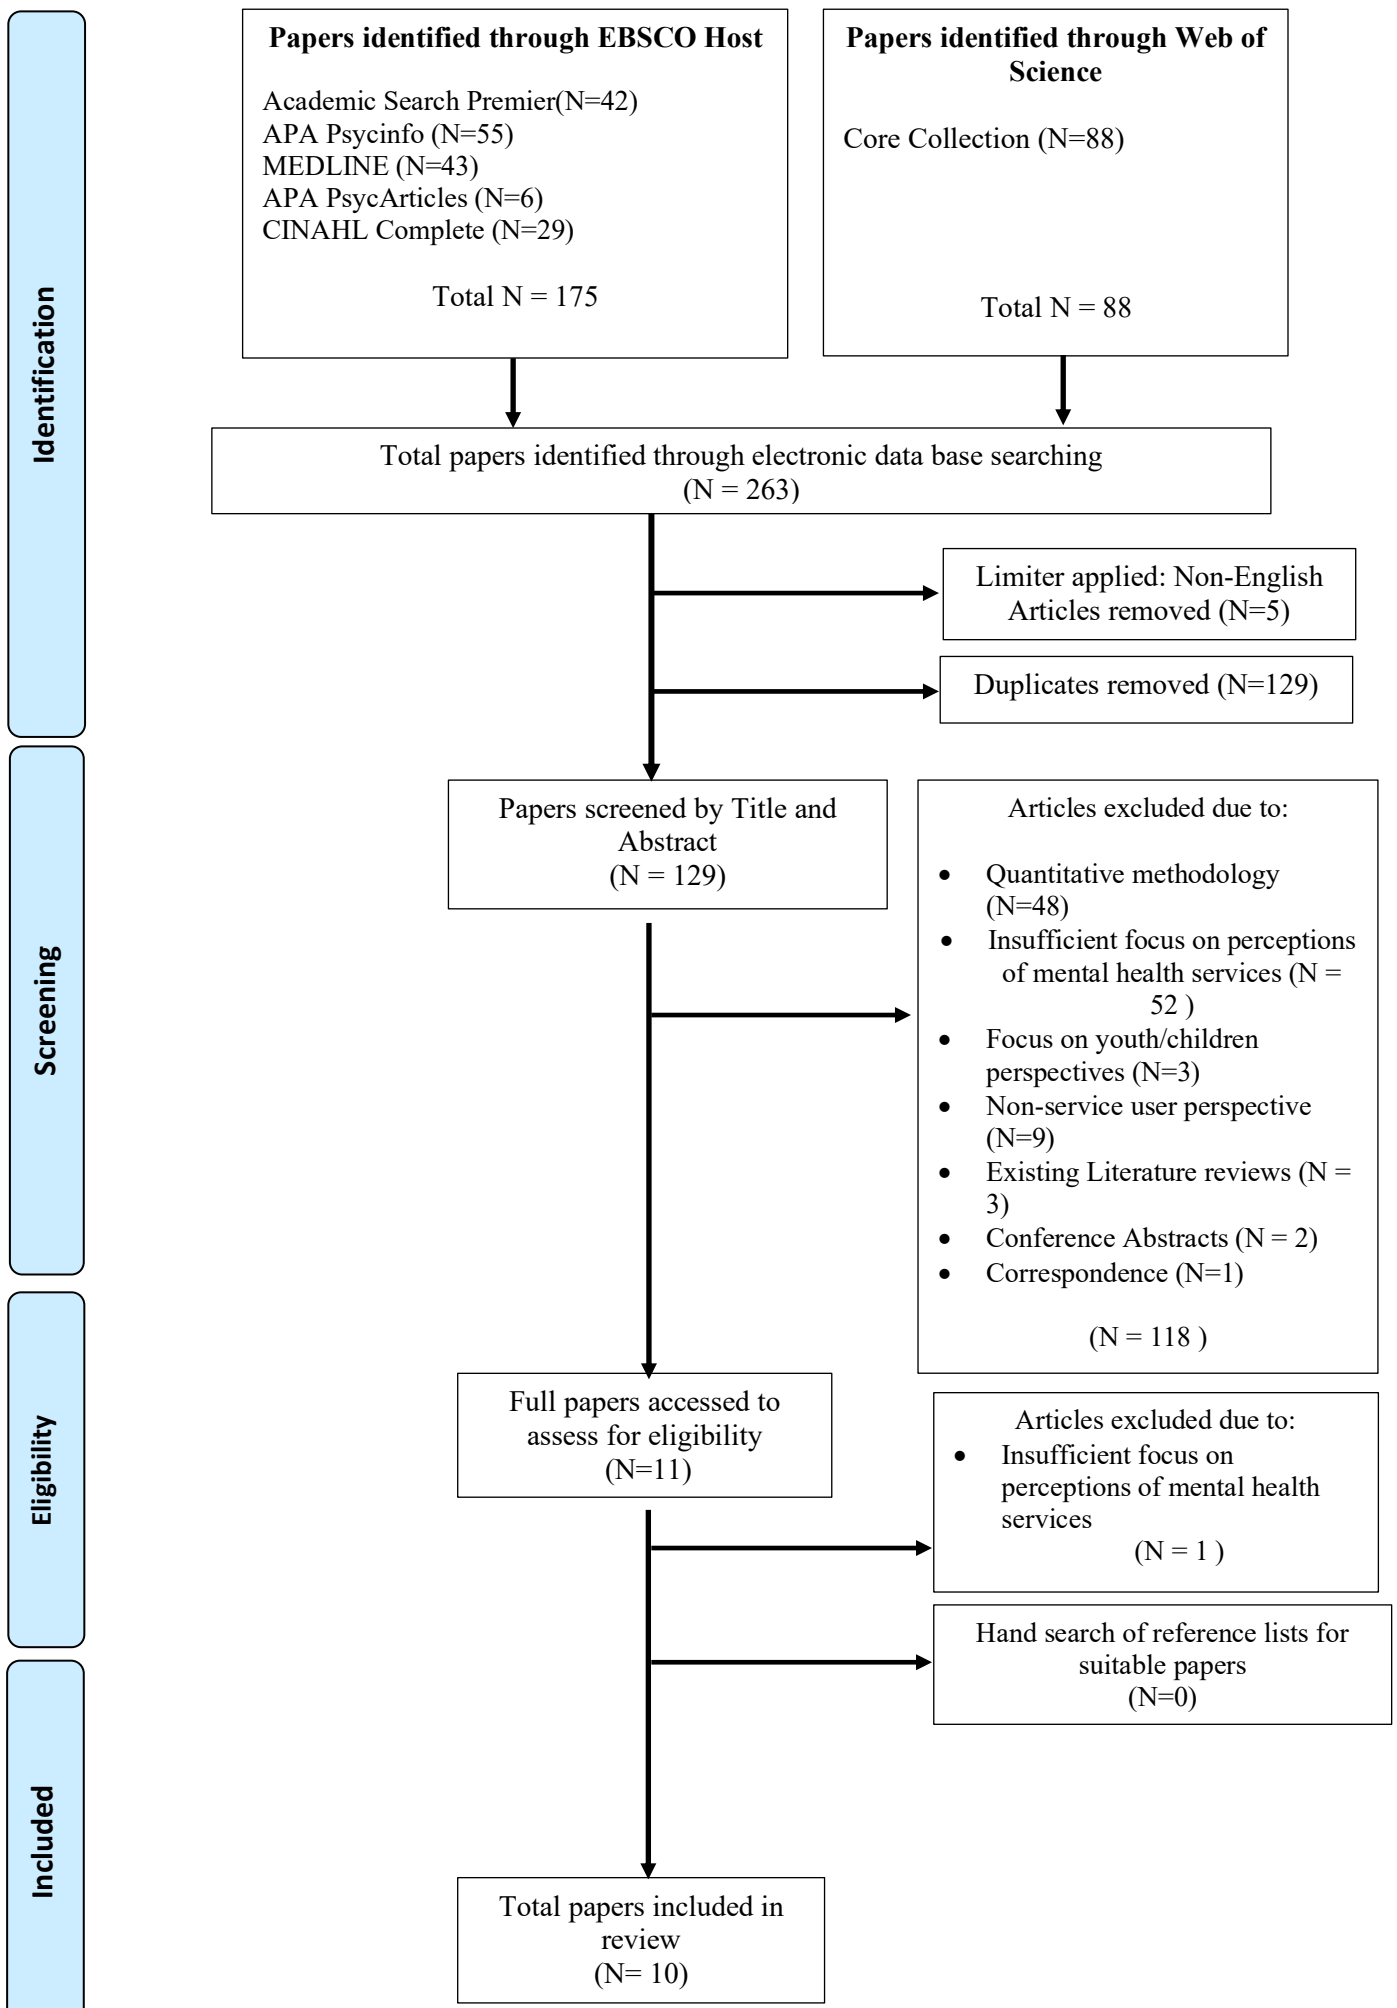 Identification
Papers identified through EBSCO Host
Academic Search Premier(N=42)
APA Psycinfo (N=55)
MEDLINE (N=43)
APA PsycArticles (N=6)
CINAHL Complete (N=29)
Total N = 175
Papers identified through Web of
Science
Core Collection (N=88)
Total N = 88
Total papers identified through electronic data base searching
(N = 263)
Limiter applied: Non-English
Articles removed (N=5)
Duplicates removed (N=129)
Screening
Papers screened by Title and
Abstract
(N = 129)
Articles excluded due to:
• Quantitative methodology
(N=48)
• Insufficient focus on perceptions
of mental health services (N =
52 )
• Focus on youth/children
perspectives (N=3)
• Non-service user perspective
(N=9)
• Existing Literature reviews (N =
3)
• Conference Abstracts (N = 2)
• Correspondence (N=1)
(N = 118 )
Eligibility
Full papers accessed to
assess for eligibility
(N=11)
Articles excluded due to:
• Insufficient focus on
perceptions of mental health
services
(N = 1 )
Hand search of reference lists for
suitable papers
(N=0)
Included
Total papers included in
review
(N= 10)